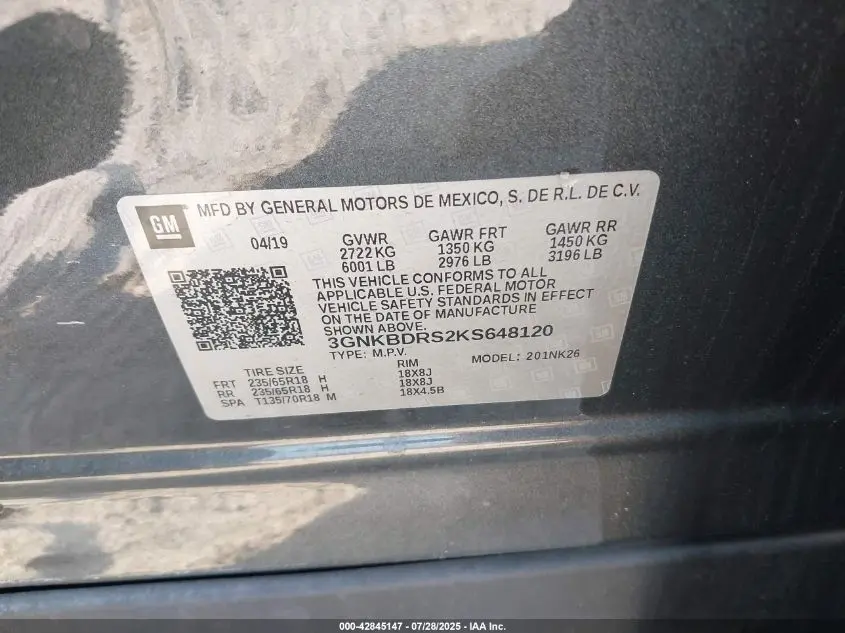 GM
MFD BY GENERAL MOTORS DE MEXICO, S. DE R.L. DE C.V.
04/19 GVWR GAWR FRT GAWR RR
2722 KG 1350 KG 1450 KG
6001 LB 2976 LB 3196 LB
THIS VEHICLE CONFORMS TO ALL
APPLICABLE U.S. FEDERAL MOTOR
VEHICLE SAFETY STANDARDS IN EFFECT
ON THE DATE OF MANUFACTURE
SHOWN ABOVE.
3GNKBDRS2KS648120
TYPE: M.P.V. MODEL: 201NK26
TIRE SIZE RIM
FRT 235/65R18 H 18X8J
RR 235/65R18 H 18X8J
SPA T135/70R18 M 18X4.5B
000-42845147 | 07/28/2025 - IAA Inc.